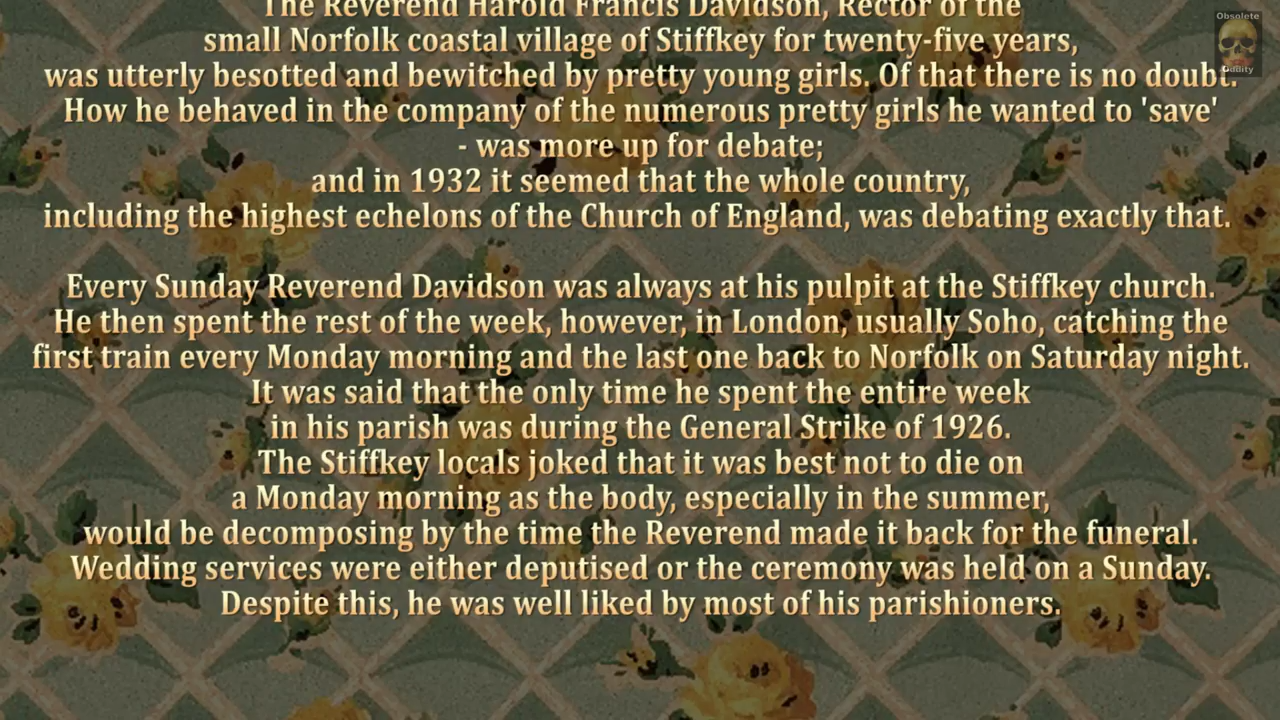 The Reverend Harold Francis Davidson, Rector of the
small Norfolk coastal village of Stiffkey for twenty-five years,
was utterly besotted and bewitched by pretty young girls. Of that there is no doubt.
How he behaved in the company of the numerous pretty girls he wanted to 'save'
- was more up for debate;
and in 1932 it seemed that the whole country,
including the highest echelons of the Church of England, was debating exactly that.
Every Sunday Reverend Davidson was always at his pulpit at the Stiffkey church.
He then spent the rest of the week, however, in London, usually Soho, catching the
first train every Monday morning and the last one back to Norfolk on Saturday night.
It was said that the only time he spent the entire week
in his parish was during the General Strike of 1926.
The Stiffkey locals joked that it was best not to die on
a Monday morning as the body, especially in the summer,
would be decomposing by the time the Reverend made it back for the funeral.
Wedding services were either deputised or the ceremony was held on a Sunday.
Despite this, he was well liked by most of his parishioners.
Obsolete
Oddity